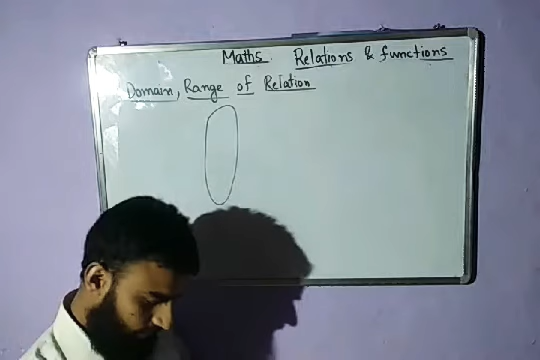 Maths. Relations & functions
Domain, Range of Relation